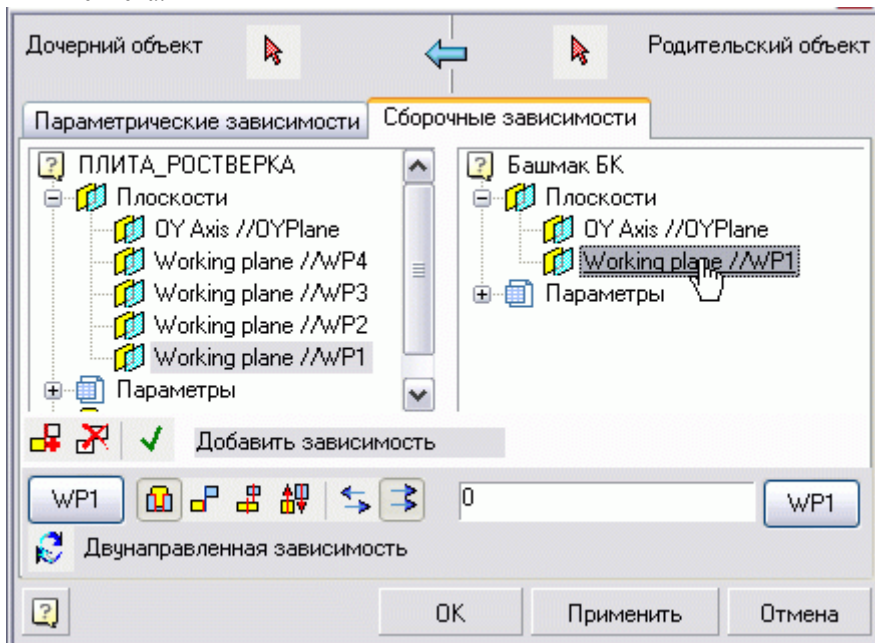 Дочерний объект
Родительский объект
Параметрические зависимости
Сборочные зависимости
ПЛИТА_РОСТВЕРКА
Плоскости
OY Axis //OYPlane
Working plane //WP4
Working plane //WP3
Working plane //WP2
Working plane //WP1
Параметры
Башмак БК
Плоскости
OY Axis //OYPlane
Working plane //WP1
Параметры
Добавить зависимость
WP1
0
WP1
Двунаправленная зависимость
OK
Применить
Отмена